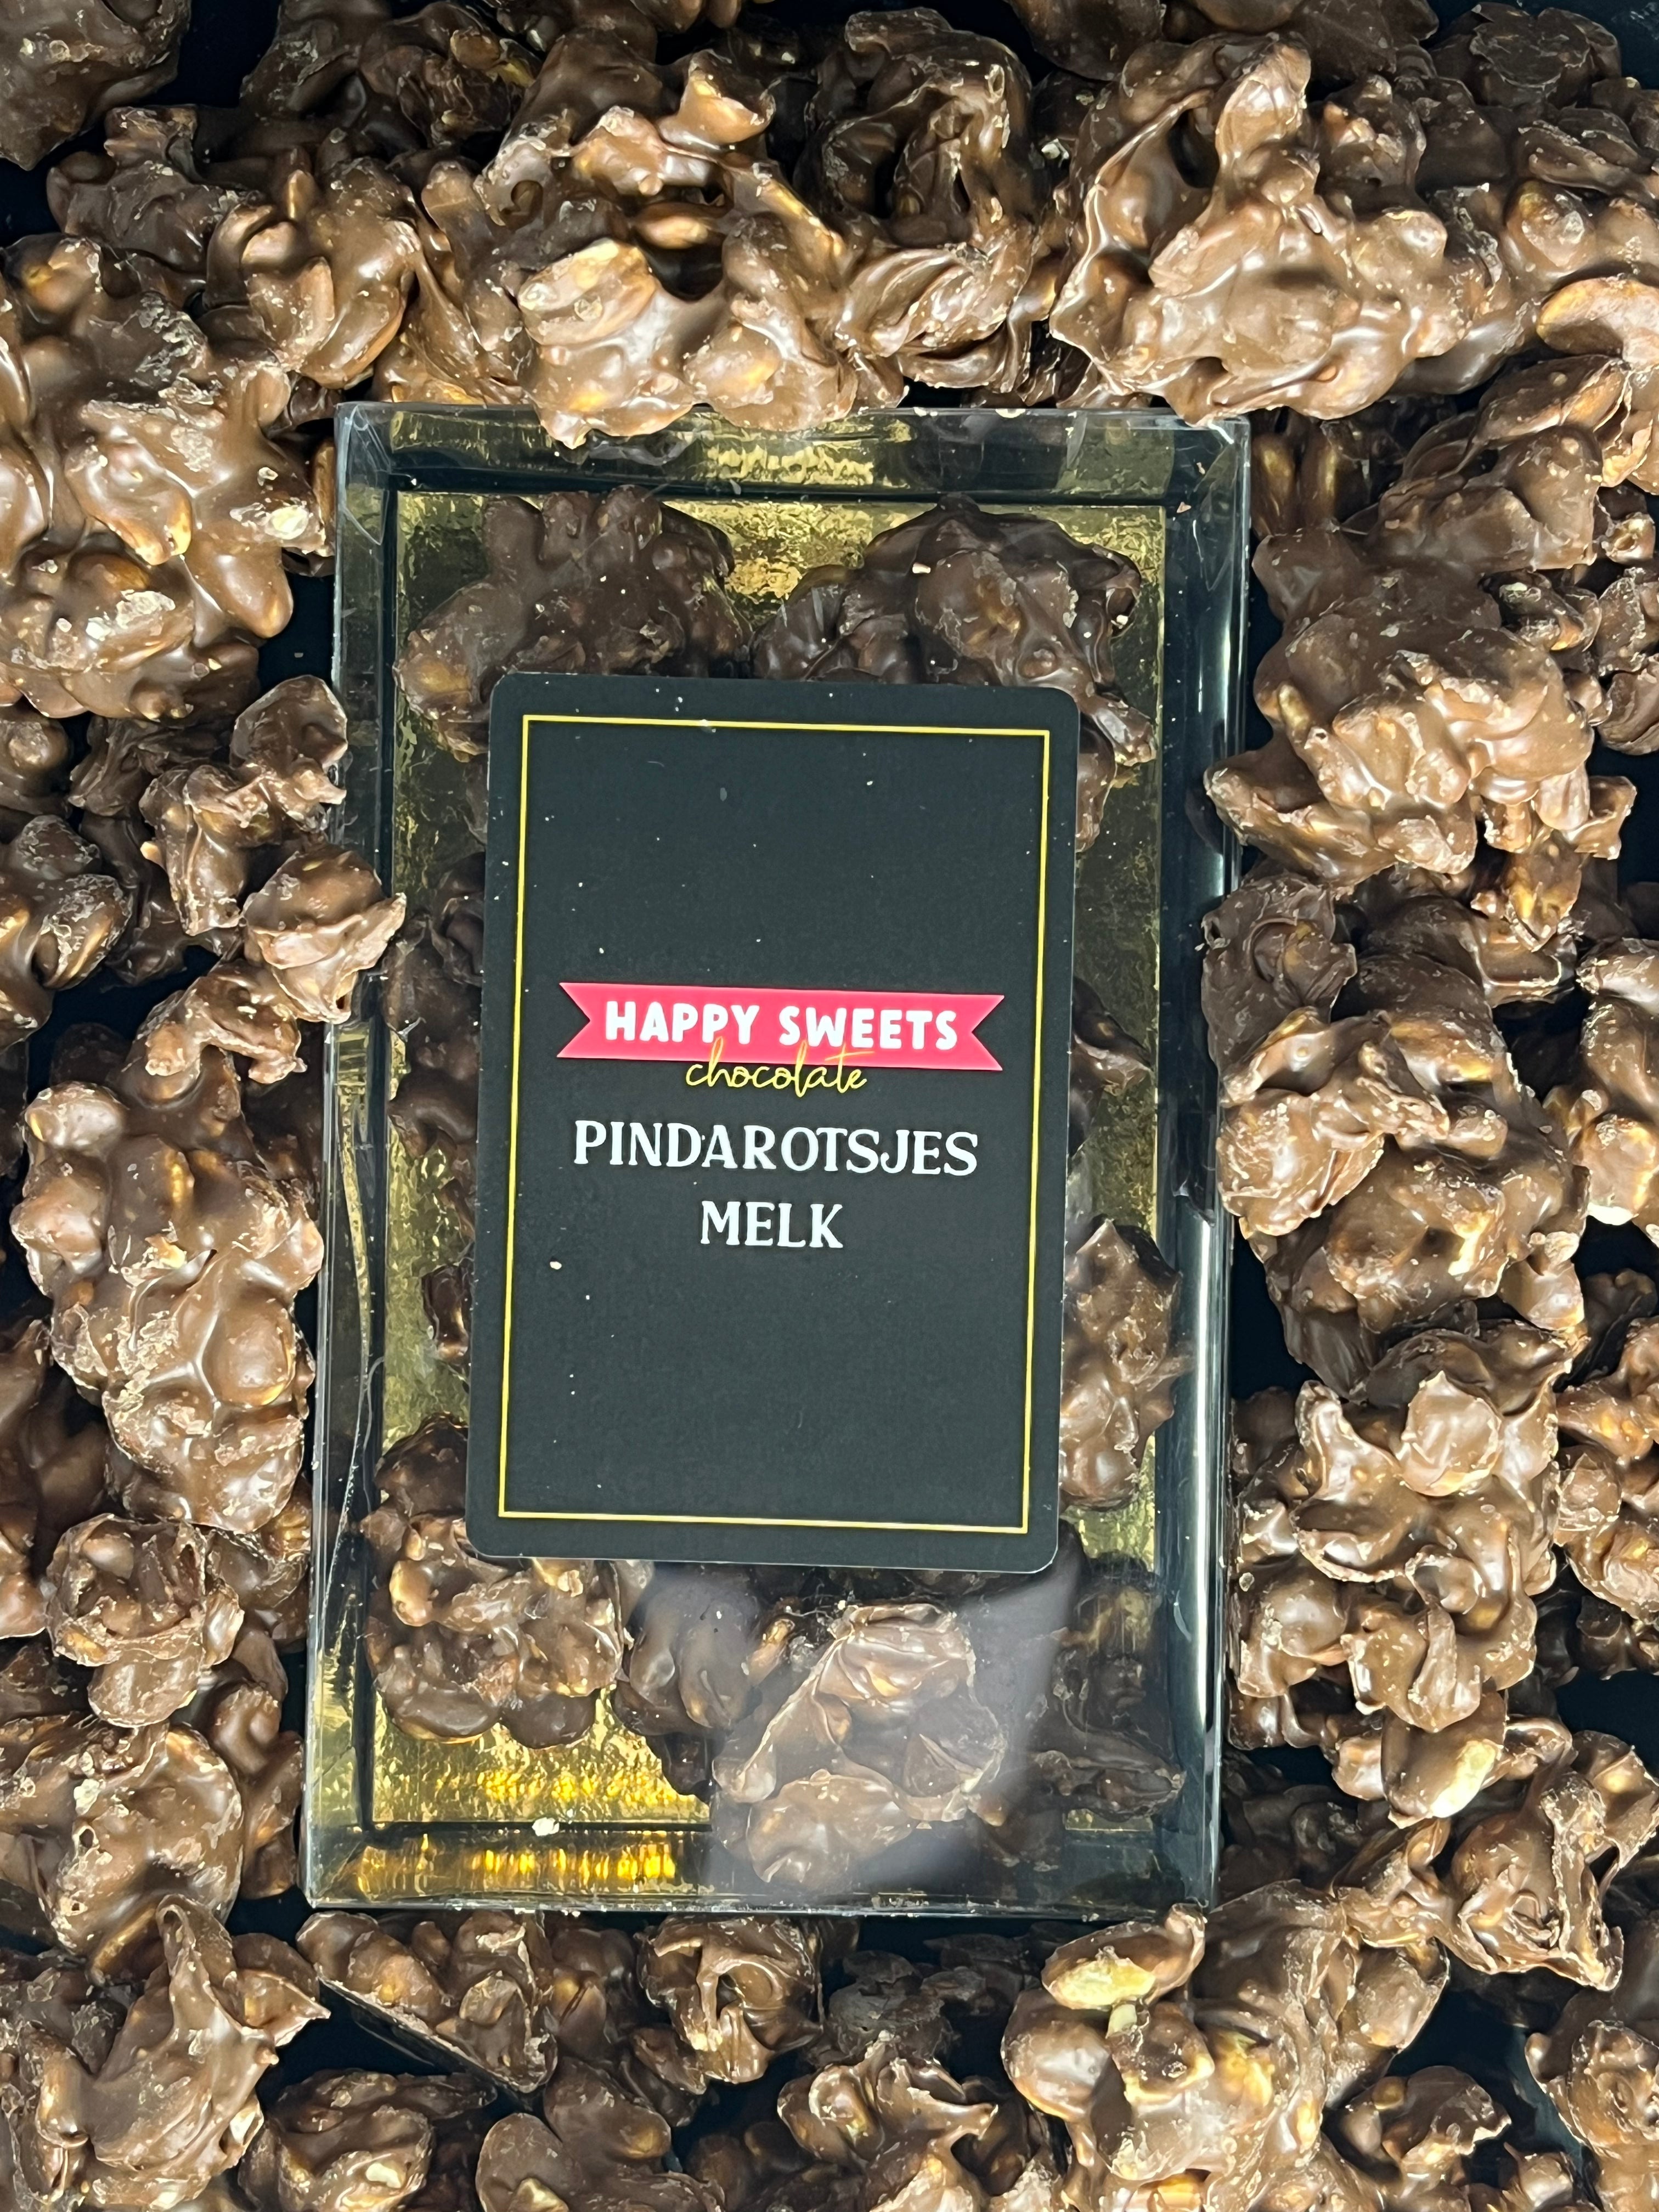 HAPPY SWEETS
chocolate
PINDAROTSJES
MELK